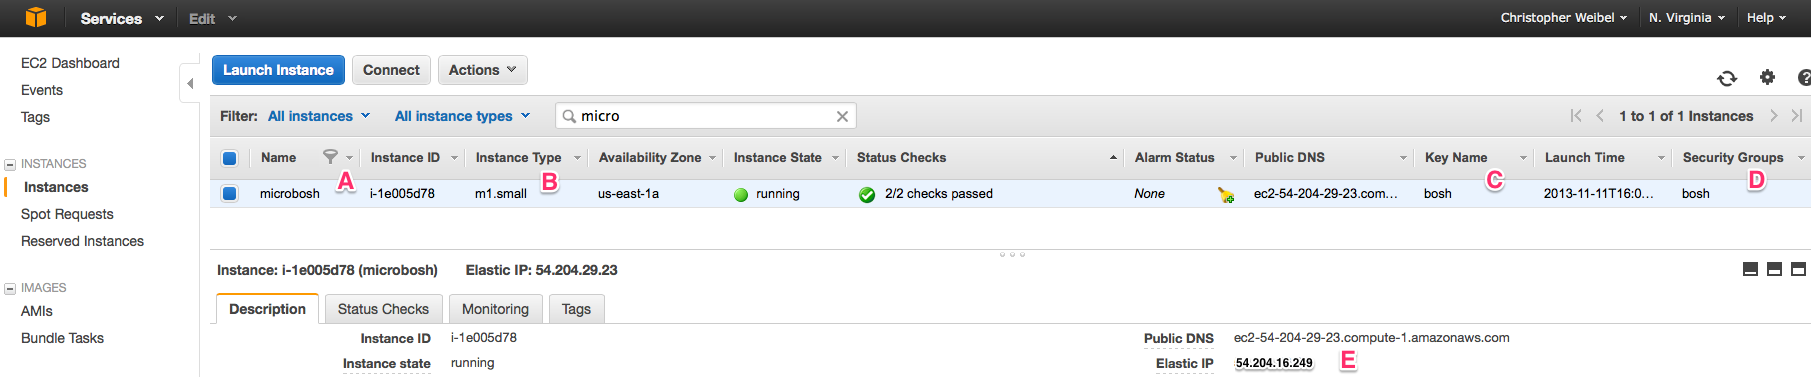 Services Edit Christopher Weibel N. Virginia Help
EC2 Dashboard
Events
Tags
INSTANCES
Instances
Spot Requests
Reserved Instances
IMAGES
AMIs
Bundle Tasks
Launch Instance Connect Actions
Filter: All instances All instance types micro 1 to 1 of 1 Instances
Name Instance ID Instance Type Availability Zone Instance State Status Checks Alarm Status Public DNS Key Name Launch Time Security Groups
A B C D
microbosh i-1e005d78 m1.small us-east-1a running 2/2 checks passed None ec2-54-204-29-23.com... bosh 2013-11-11T16:0... bosh
Instance: i-1e005d78 (microbosh) Elastic IP: 54.204.29.23
Description Status Checks Monitoring Tags
Instance ID i-1e005d78 Public DNS ec2-54-204-29-23.compute-1.amazonaws.com
Instance state running Elastic IP 54.204.16.249 E